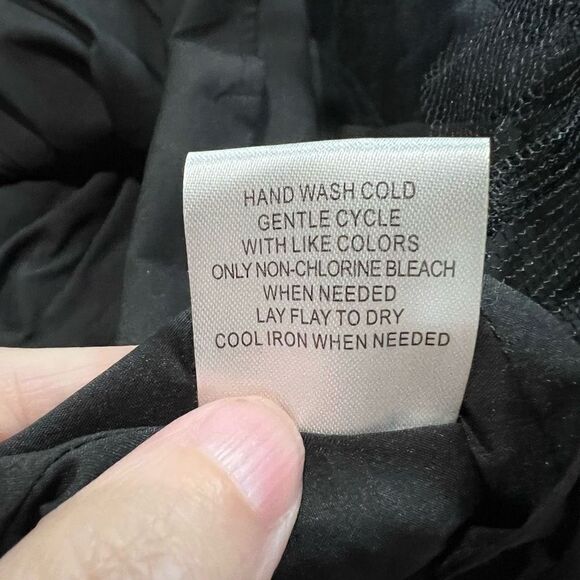 HAND WASH COLD
GENTLE CYCLE
WITH LIKE COLORS
ONLY NON-CHLORINE BLEACH
WHEN NEEDED
LAY FLAY TO DRY
COOL IRON WHEN NEEDED